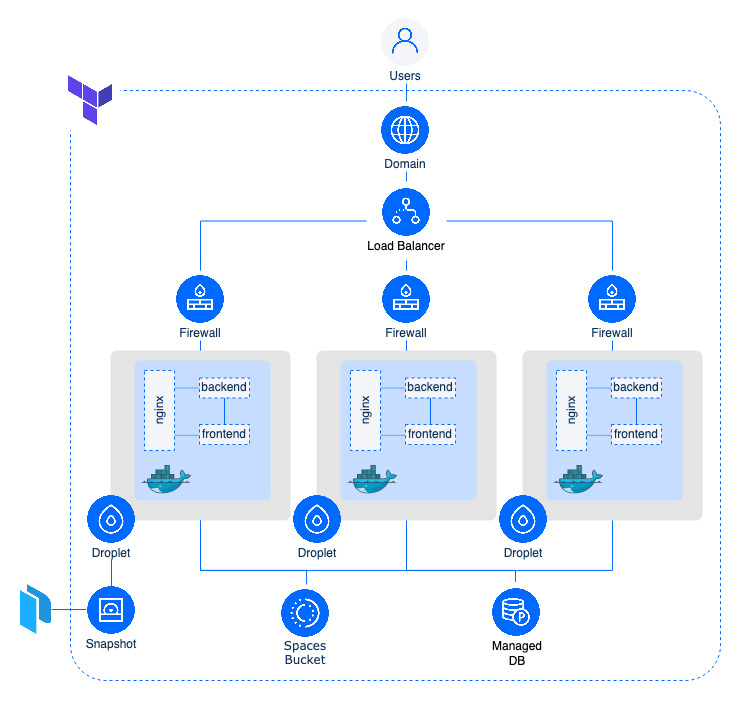 Users
Domain
Load Balancer
Firewall
Firewall
Firewall
nginx
backend
frontend
nginx
backend
frontend
nginx
backend
frontend
Droplet
Droplet
Droplet
Snapshot
Spaces
Bucket
P
Managed
DB